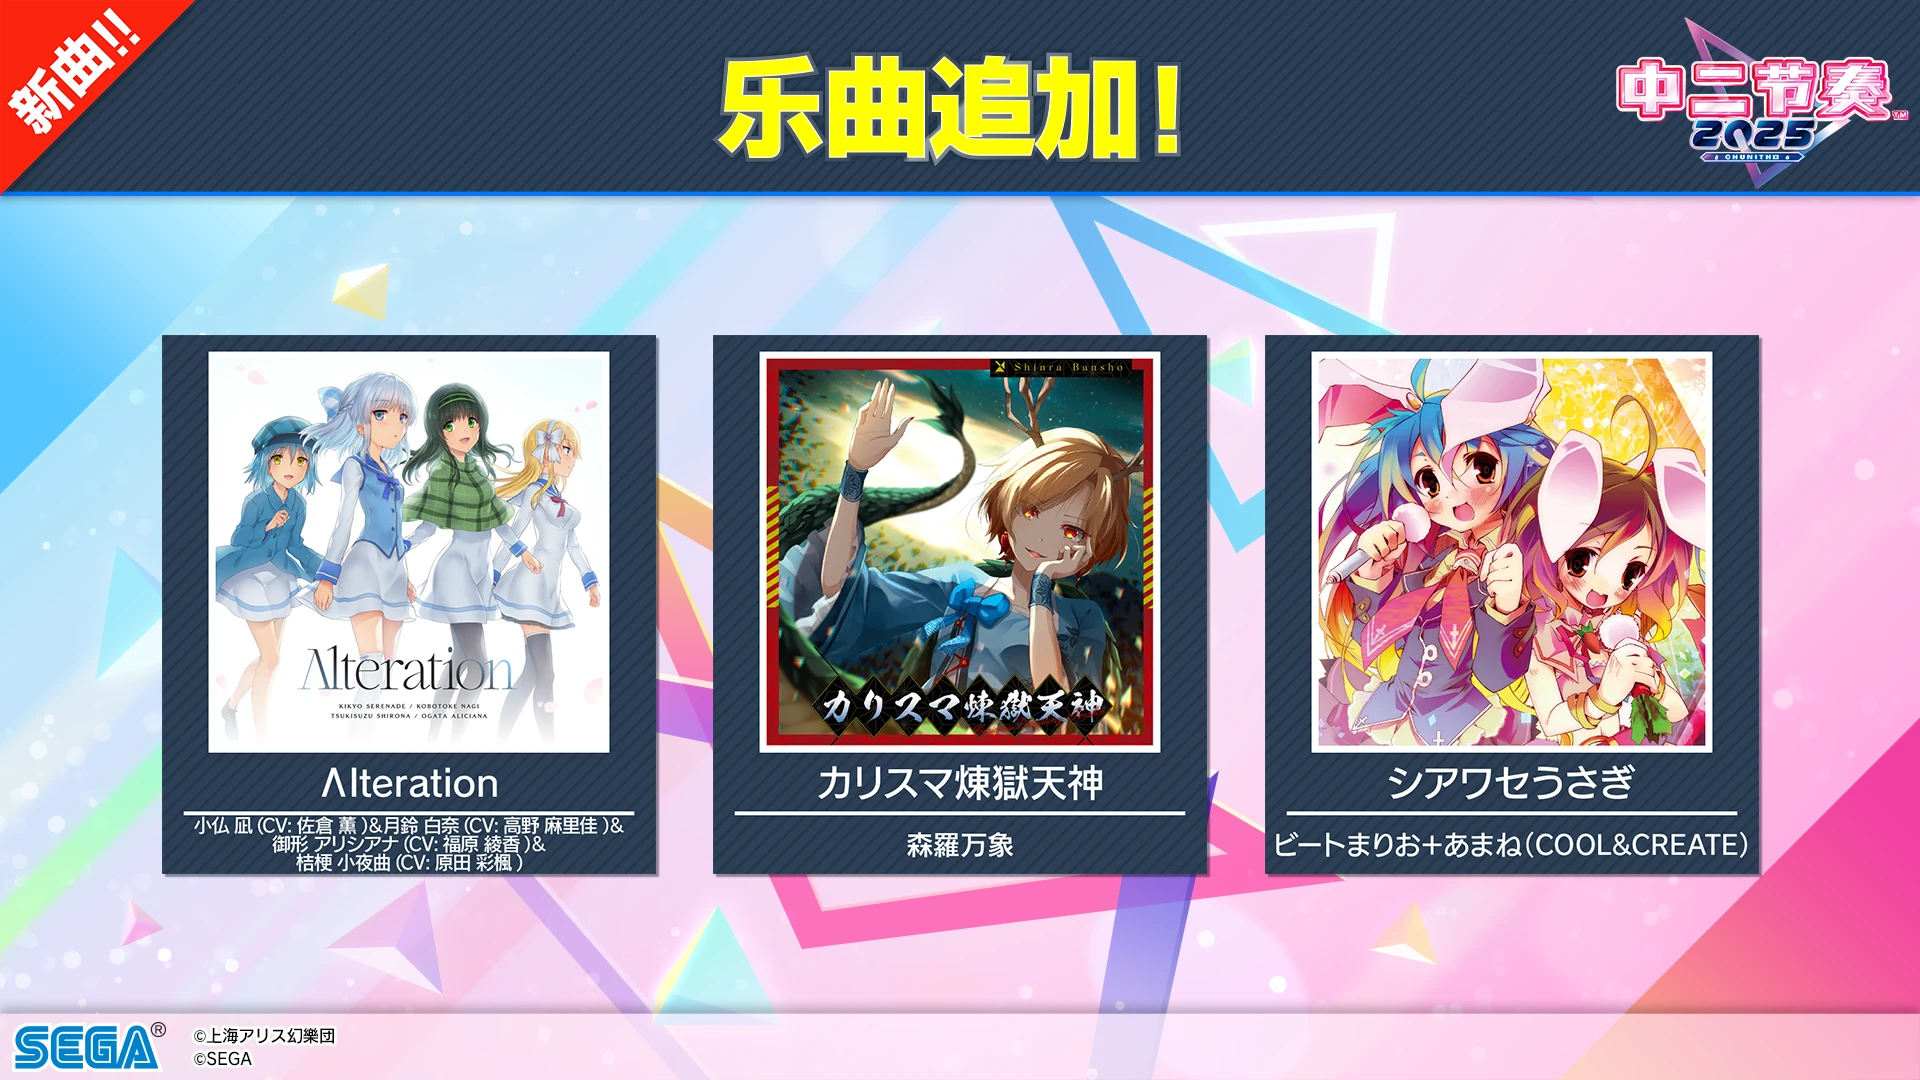 新曲!!
乐曲追加!
中二节奏
TM
2025
CHUNITHM
Alteration
KIKYO SERENADE / KOBOTOKE NAGI
TSUKISUZU SHIRONA / OGATA ALICIANA
Λlteration
小仏 凪 (CV: 佐倉 薫 )&月鈴 白奈 (CV: 高野 麻里佳 )&
御形 アリシアナ (CV: 福原 綾香 )&
桔梗 小夜曲 (CV: 原田 彩楓 )
Shinra Bansho
カリスマ煉獄天神
カリスマ煉獄天神
森羅万象
シアワセうさぎ
ビートまりお+あまね(COOL&CREATE)
SEGA®
©上海アリス幻樂団
©SEGA